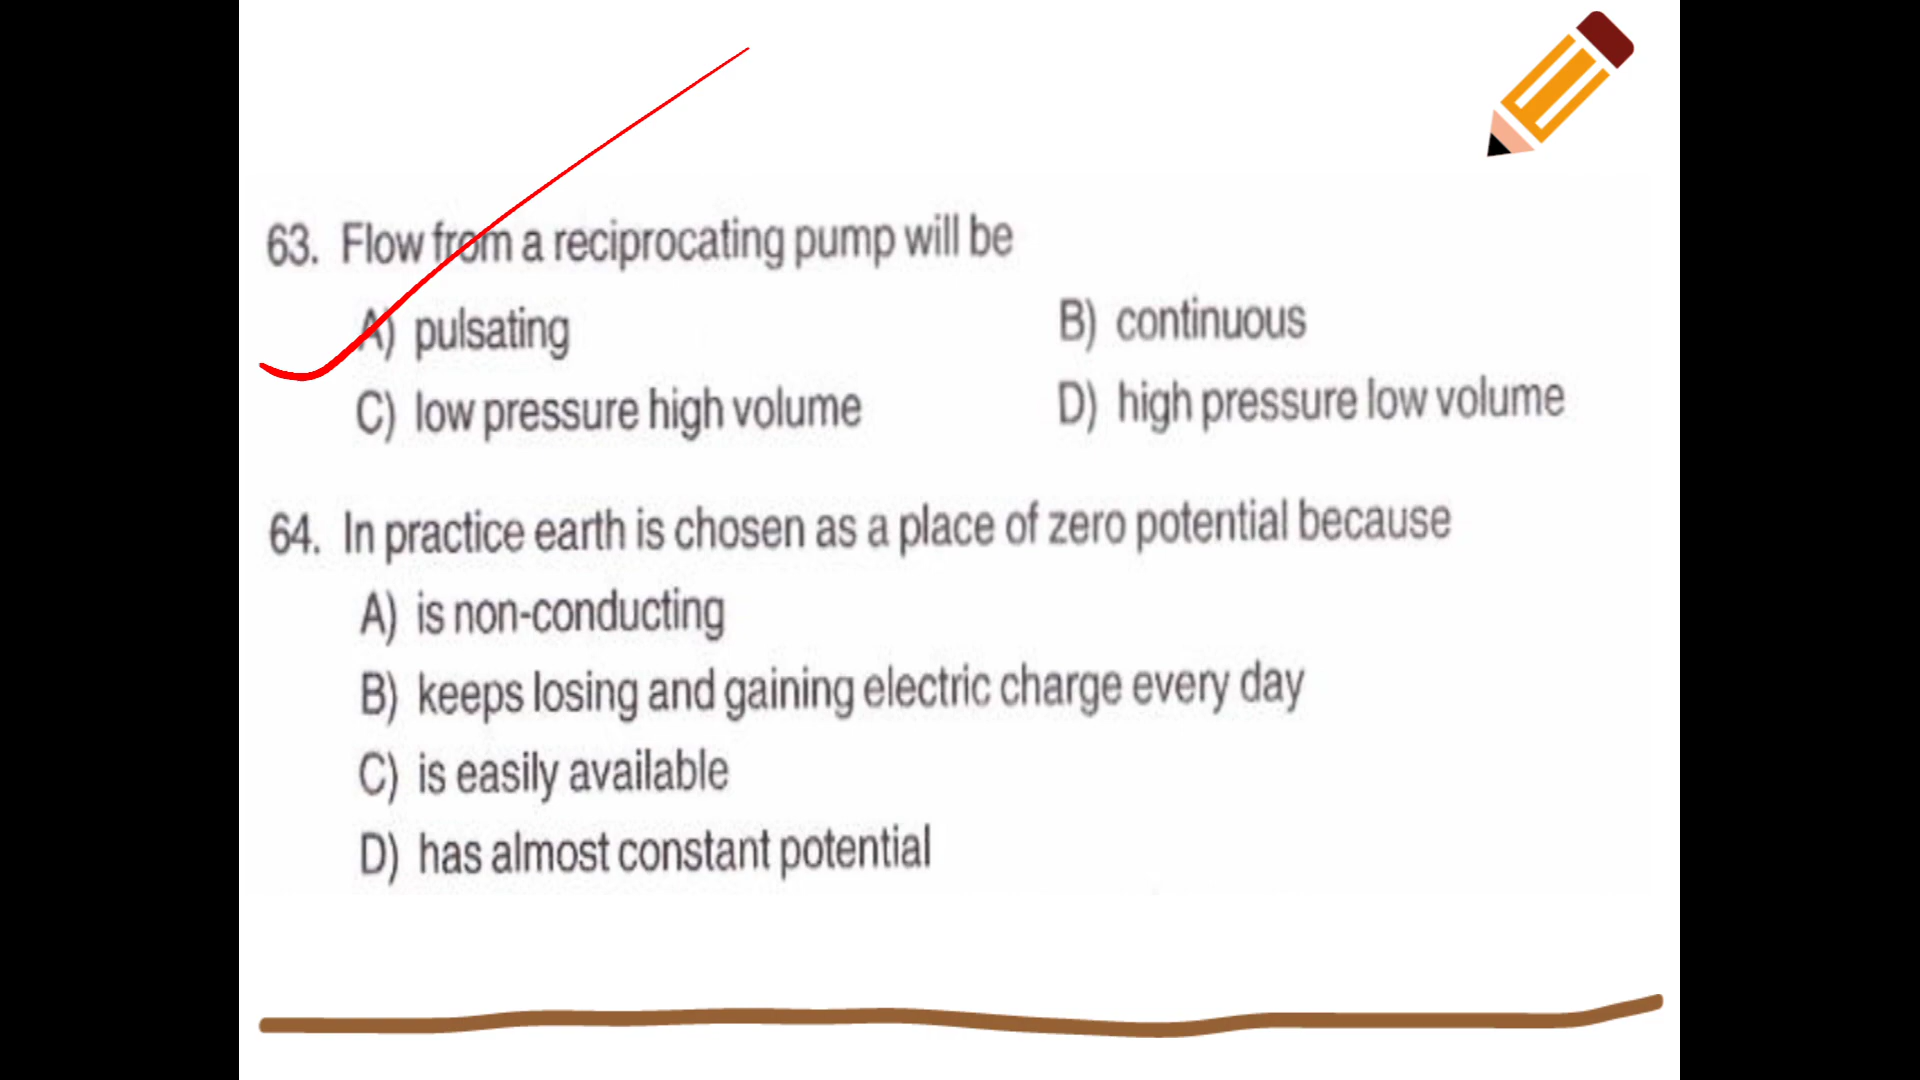 63. Flow from a reciprocating pump will be
A) pulsating B) continuous
C) low pressure high volume D) high pressure low volume
64. In practice earth is chosen as a place of zero potential because
A) is non-conducting
B) keeps losing and gaining electric charge every day
C) is easily available
D) has almost constant potential